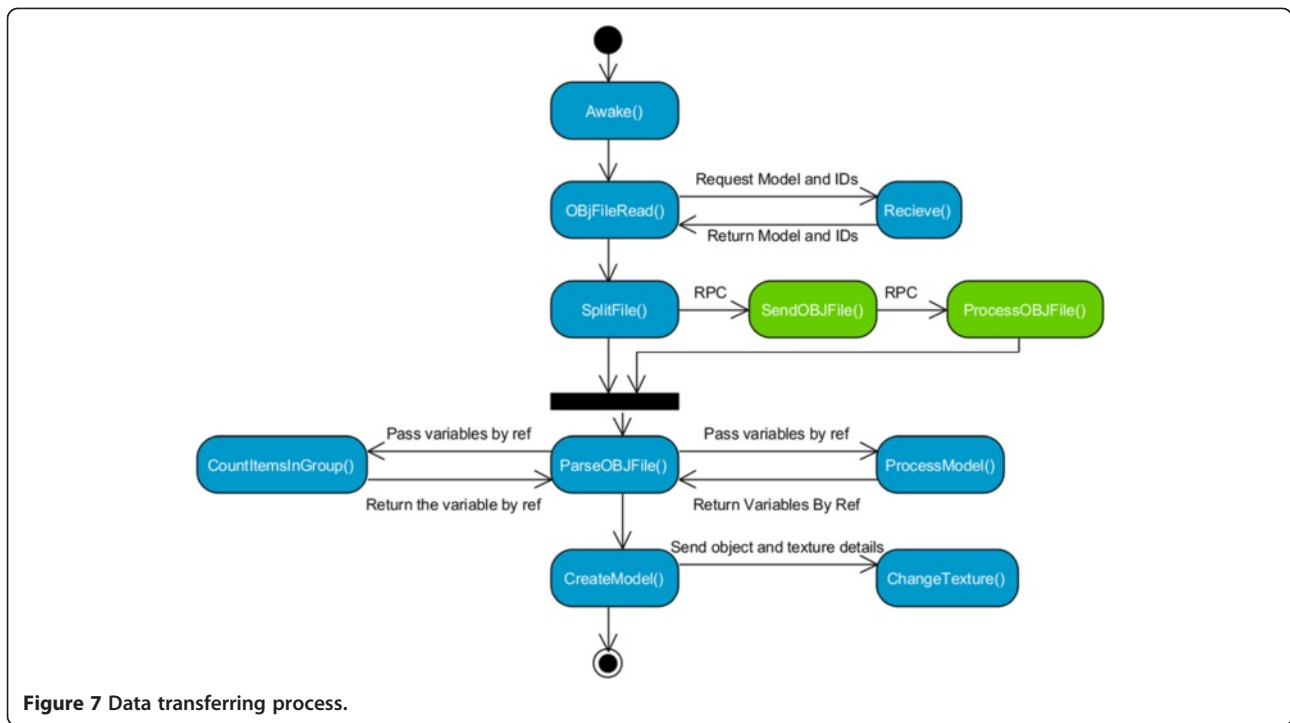 Awake()
Request Model and IDs
OBjFileRead()
Recieve()
Return Model and IDs
SplitFile()
RPC
SendOBJFile()
RPC
ProcessOBJFile()
Pass variables by ref
Pass variables by ref
CountItemsInGroup()
ParseOBJFile()
ProcessModel()
Return the variable by ref
Return Variables By Ref
Send object and texture details
CreateModel()
ChangeTexture()
Figure 7 Data transferring process.